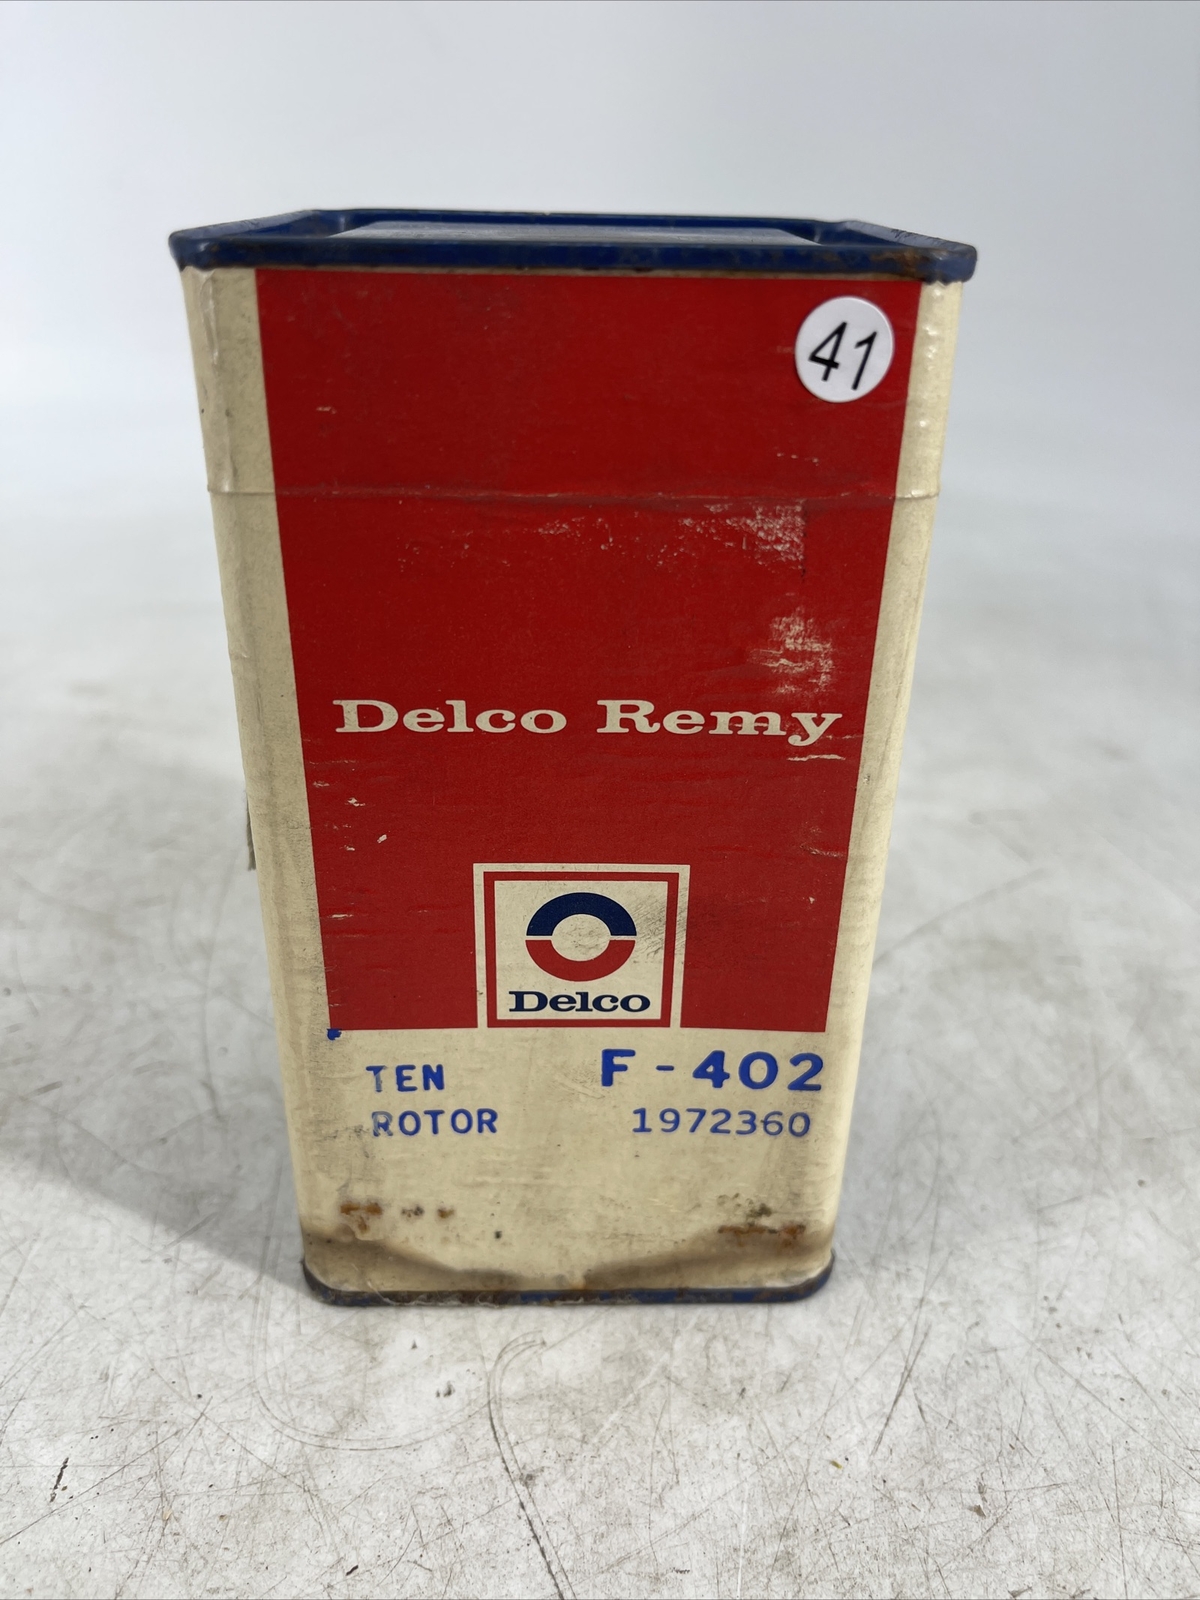 41
Delco Remy
Delco
TEN F-402
ROTOR 1972360